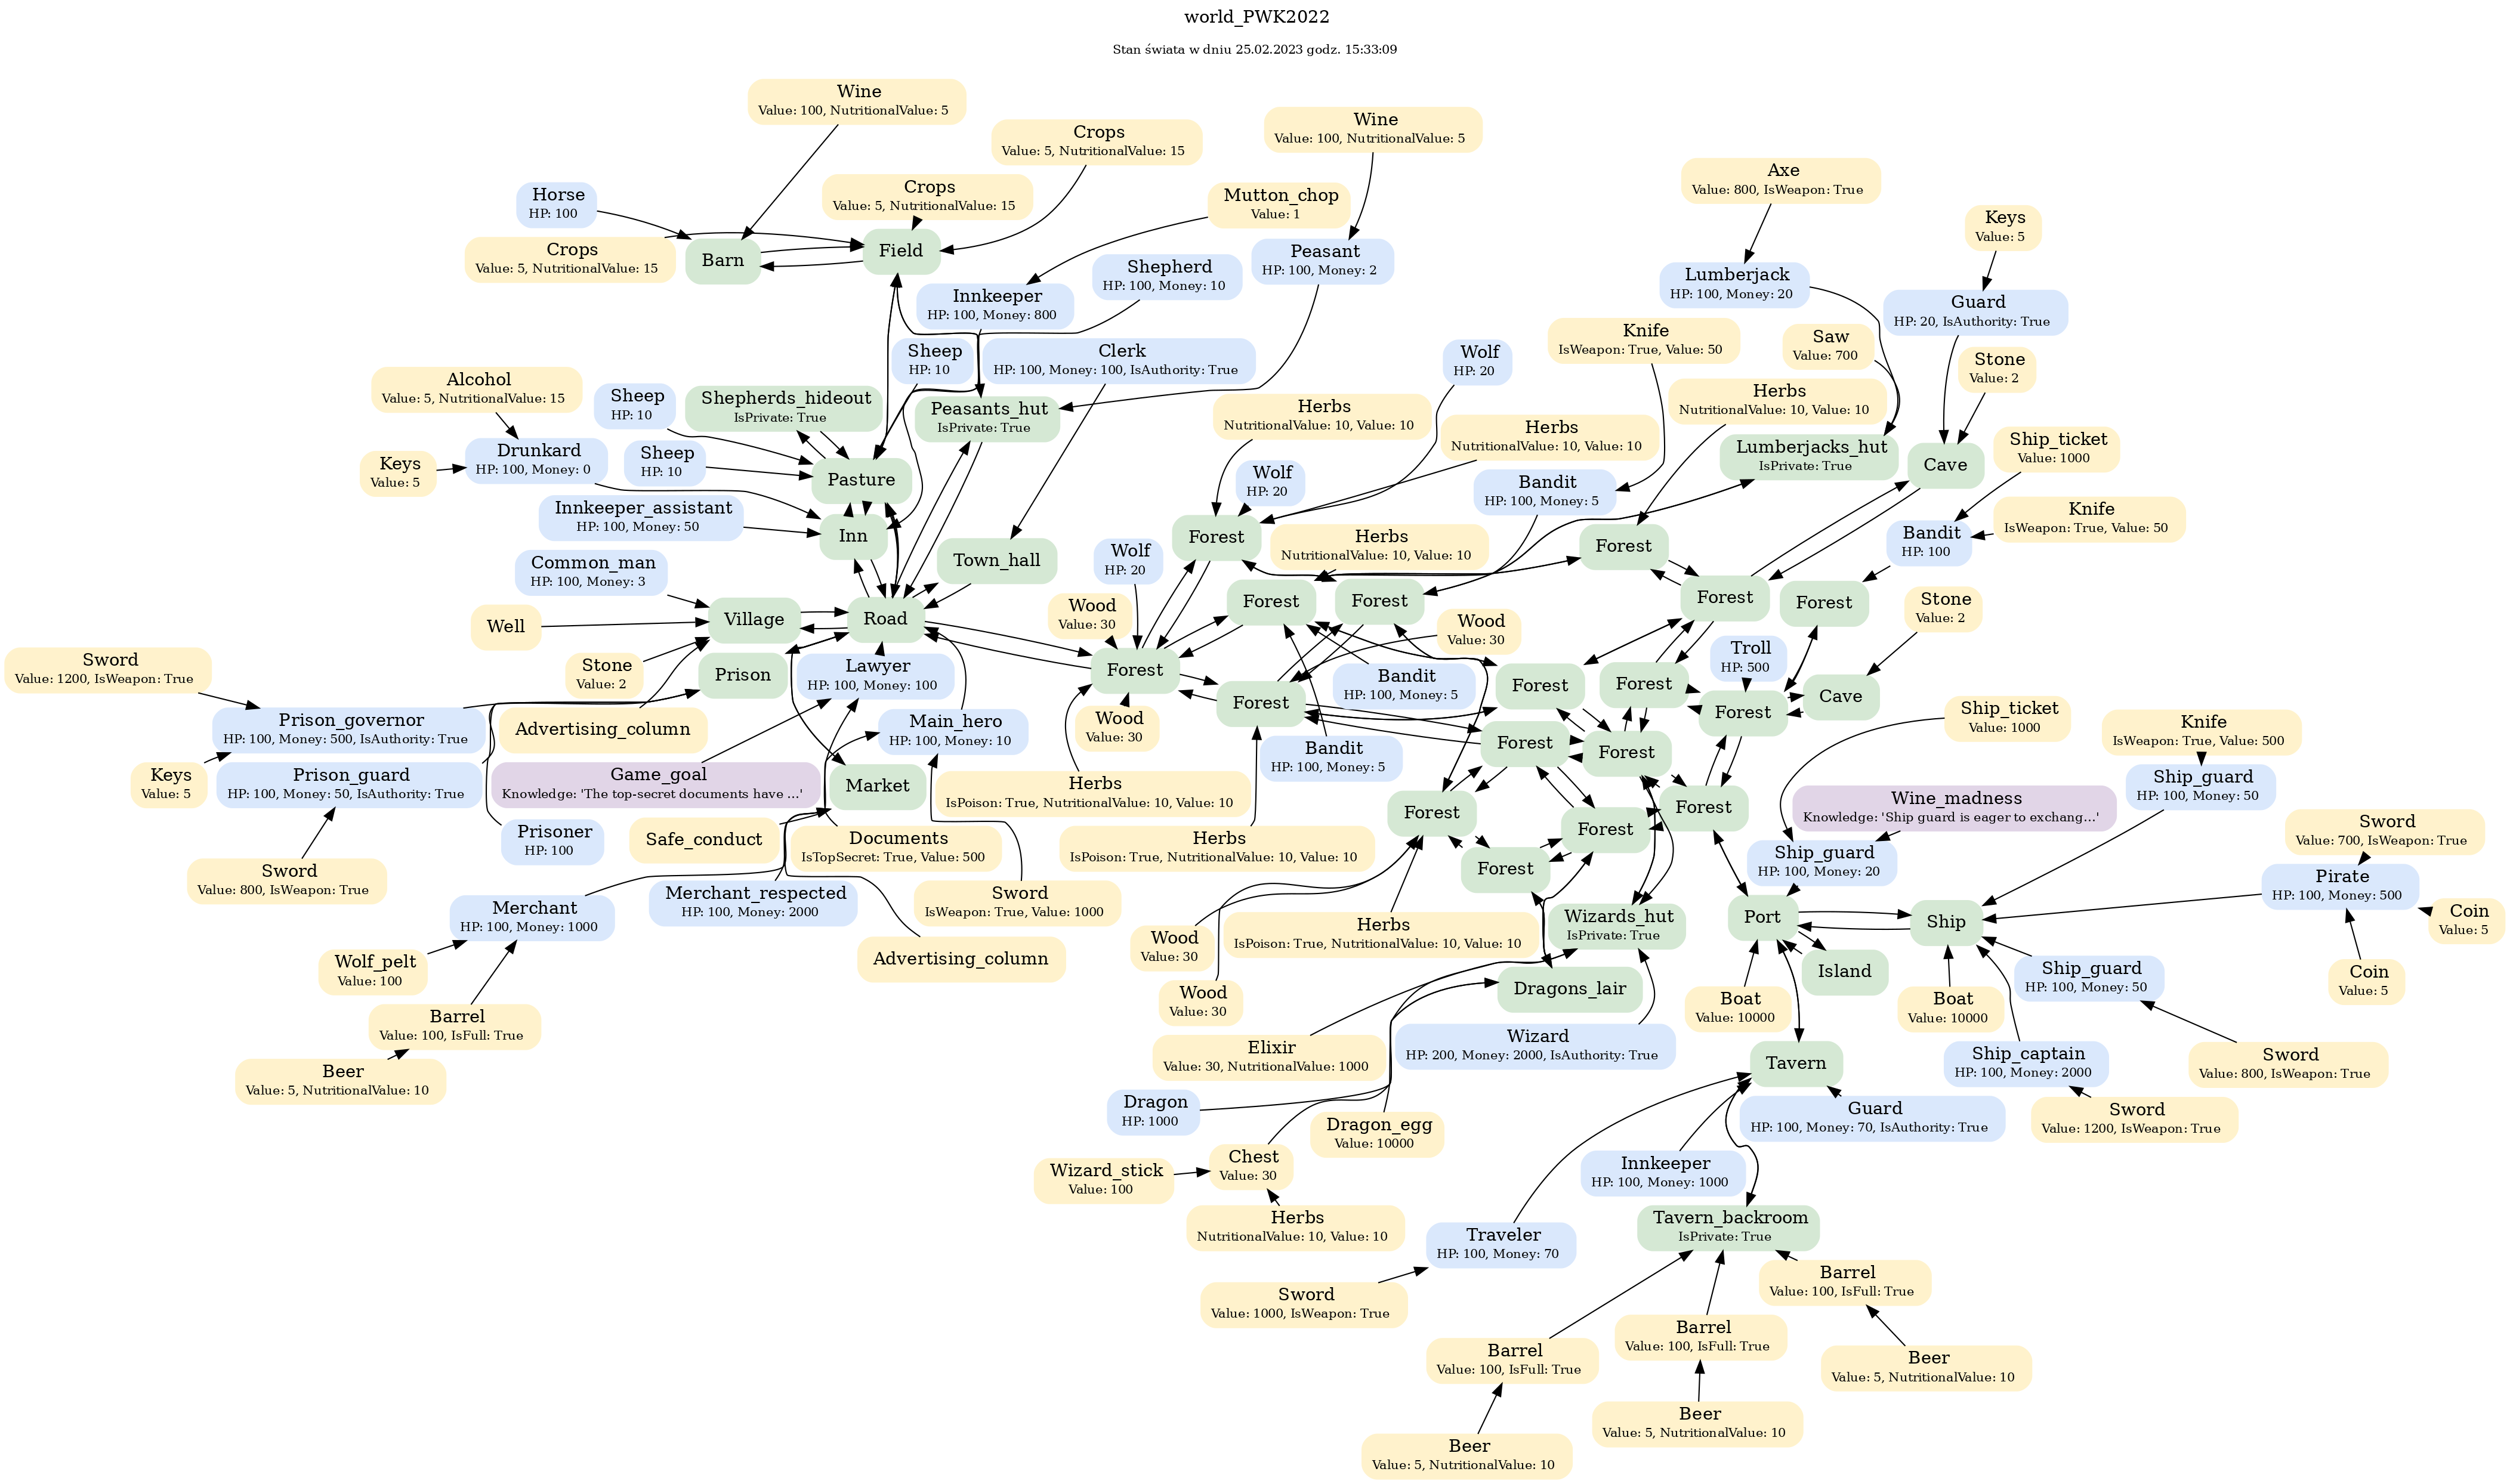 world_PWK2022
Stan świata w dniu 25.02.2023 godz. 15:33:09
Wine
Value: 100, NutritionalValue: 5
Wine
Value: 100, NutritionalValue: 5
Crops
Value: 5, NutritionalValue: 15
Axe
Value: 800, IsWeapon: True
Horse
HP: 100
Crops
Value: 5, NutritionalValue: 15
Mutton_chop
Value: 1
Keys
Value: 5
Crops
Value: 5, NutritionalValue: 15
Barn
Field
Shepherd
HP: 100, Money: 10
Peasant
HP: 100, Money: 2
Lumberjack
HP: 100, Money: 20
Innkeeper
HP: 100, Money: 800
Guard
HP: 20, IsAuthority: True
Knife
IsWeapon: True, Value: 50
Saw
Value: 700
Sheep
HP: 10
Clerk
HP: 100, Money: 100, IsAuthority: True
Wolf
HP: 20
Stone
Value: 2
Alcohol
Value: 5, NutritionalValue: 15
Sheep
HP: 10
Shepherds_hideout
IsPrivate: True
Peasants_hut
IsPrivate: True
Herbs
NutritionalValue: 10, Value: 10
Herbs
NutritionalValue: 10, Value: 10
Herbs
NutritionalValue: 10, Value: 10
Lumberjacks_hut
IsPrivate: True
Ship_ticket
Value: 1000
Keys
Value: 5
Drunkard
HP: 100, Money: 0
Sheep
HP: 10
Pasture
Wolf
HP: 20
Bandit
HP: 100, Money: 5
Cave
Innkeeper_assistant
HP: 100, Money: 50
Inn
Forest
Knife
IsWeapon: True, Value: 50
Bandit
HP: 100
Town_hall
Wolf
HP: 20
Herbs
NutritionalValue: 10, Value: 10
Forest
Common_man
HP: 100, Money: 3
Wood
Value: 30
Forest
Forest
Forest
Forest
Stone
Value: 2
Well
Village
Road
Wood
Value: 30
Sword
Value: 1200, IsWeapon: True
Stone
Value: 2
Prison
Lawyer
HP: 100, Money: 100
Forest
Bandit
HP: 100, Money: 5
Forest
Forest
Troll
HP: 500
Cave
Prison_governor
HP: 100, Money: 500, IsAuthority: True
Advertising_column
Main_hero
HP: 100, Money: 10
Wood
Value: 30
Forest
Forest
Ship_ticket
Value: 1000
Knife
IsWeapon: True, Value: 500
Keys
Value: 5
Prison_guard
HP: 100, Money: 50, IsAuthority: True
Game_goal
Knowledge: 'The top-secret documents have ...'
Market
Herbs
IsPoison: True, NutritionalValue: 10, Value: 10
Bandit
HP: 100, Money: 5
Forest
Forest
Ship_guard
HP: 100, Money: 50
Forest
Forest
Wine_madness
Knowledge: 'Ship guard is eager to exchang...'
Prisoner
HP: 100
Safe_conduct
Documents
IsTopSecret: True, Value: 500
Herbs
IsPoison: True, NutritionalValue: 10, Value: 10
Forest
Sword
Value: 700, IsWeapon: True
Sword
Value: 800, IsWeapon: True
Forest
Ship_guard
HP: 100, Money: 20
Pirate
HP: 100, Money: 500
Merchant
HP: 100, Money: 1000
Merchant_respected
HP: 100, Money: 2000
Sword
IsWeapon: True, Value: 1000
Wood
Value: 30
Herbs
IsPoison: True, NutritionalValue: 10, Value: 10
Wizards_hut
IsPrivate: True
Port
Ship
Coin
Value: 5
Wolf_pelt
Value: 100
Advertising_column
Wood
Value: 30
Dragons_lair
Island
Ship_guard
HP: 100, Money: 50
Coin
Value: 5
Barrel
Value: 100, IsFull: True
Boat
Value: 10000
Boat
Value: 10000
Beer
Value: 5, NutritionalValue: 10
Elixir
Value: 30, NutritionalValue: 1000
Wizard
HP: 200, Money: 2000, IsAuthority: True
Tavern
Ship_captain
HP: 100, Money: 2000
Sword
Value: 800, IsWeapon: True
Dragon
HP: 1000
Dragon_egg
Value: 10000
Guard
HP: 100, Money: 70, IsAuthority: True
Sword
Value: 1200, IsWeapon: True
Wizard_stick
Value: 100
Chest
Value: 30
Innkeeper
HP: 100, Money: 1000
Herbs
NutritionalValue: 10, Value: 10
Traveler
HP: 100, Money: 70
Tavern_backroom
IsPrivate: True
Sword
Value: 1000, IsWeapon: True
Barrel
Value: 100, IsFull: True
Barrel
Value: 100, IsFull: True
Barrel
Value: 100, IsFull: True
Beer
Value: 5, NutritionalValue: 10
Beer
Value: 5, NutritionalValue: 10
Beer
Value: 5, NutritionalValue: 10